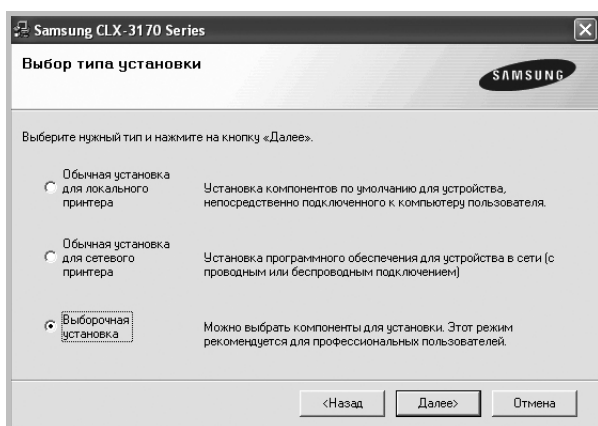 Samsung CLX-3170 Series
Выбор типа установки
SAMSUNG
Выберите нужный тип и нажмите на кнопку «Далее».
Обычная установка
для локального
принтера
Установка компонентов по умолчанию для устройства,
непосредственно подключенного к компьютеру пользователя.
Обычная установка
для сетевого
принтера
Установка программного обеспечения для устройства в сети (с
проводным или беспроводным подключением)
Выборочная
установка
Можно выбрать компоненты для установки. Этот режим
рекомендуется для профессиональных пользователей.
<Назад
Далее>
Отмена